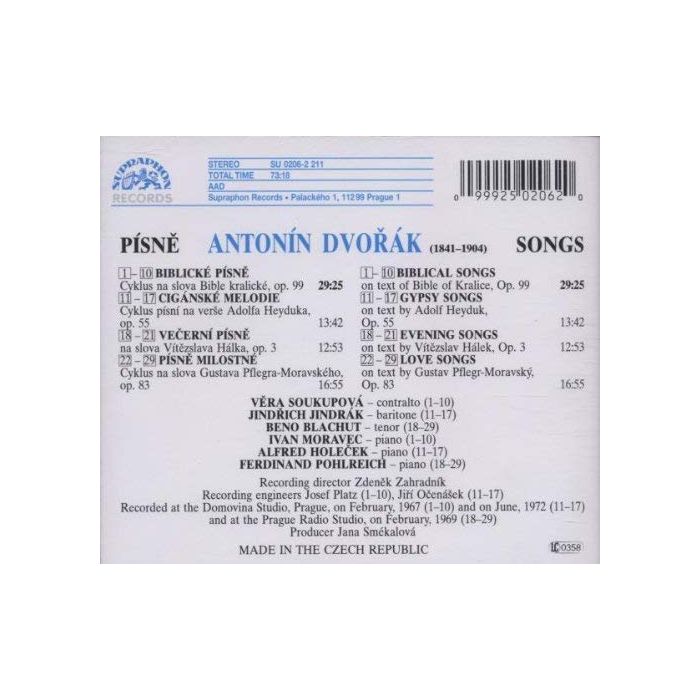 SUPRAPHON
RECORDS
STEREO SU 0206-2 211
TOTAL TIME 73:18
AAD
Supraphon Records • Palackého 1, 112 99 Prague 1
0 99925 02062 0
PÍSNĚ ANTONÍN DVOŘÁK (1841–1904) SONGS
1 – 10 BIBLICKÉ PÍSNĚ
Cyklus na slova Bible kralické, op. 99 29:25
11 – 17 CIGÁNSKÉ MELODIE
Cyklus písní na verše Adolfa Heyduka,
op. 55 13:42
18 – 21 VEČERNÍ PÍSNĚ
na slova Vítězslava Hálka, op. 3 12:53
22 – 29 PÍSNĚ MILOSTNÉ
Cyklus na slova Gustava Pflegra-Moravského,
op. 83 16:55
1 – 10 BIBLICAL SONGS
on text of Bible of Kralice, Op. 99 29:25
11 – 17 GYPSY SONGS
on text by Adolf Heyduk,
Op. 55 13:42
18 – 21 EVENING SONGS
on text by Vítězslav Hálek, Op. 3 12:53
22 – 29 LOVE SONGS
on text by Gustav Pflegr-Moravský,
Op. 83 16:55
VĚRA SOUKUPOVÁ – contralto (1–10)
JINDŘICH JINDRÁK – baritone (11–17)
BENO BLACHUT – tenor (18–29)
IVAN MORAVEC – piano (1–10)
ALFRED HOLEČEK – piano (11–17)
FERDINAND POHLREICH – piano (18–29)
Recording director Zdeněk Zahradník
Recording engineers Josef Platz (1–10), Jiří Očenášek (11–17)
Recorded at the Domovina Studio, Prague, on February, 1967 (1–10) and on June, 1972 (11–17)
and at the Prague Radio Studio, on February, 1969 (18–29)
Producer Jana Smékalová
MADE IN THE CZECH REPUBLIC
LC 0358